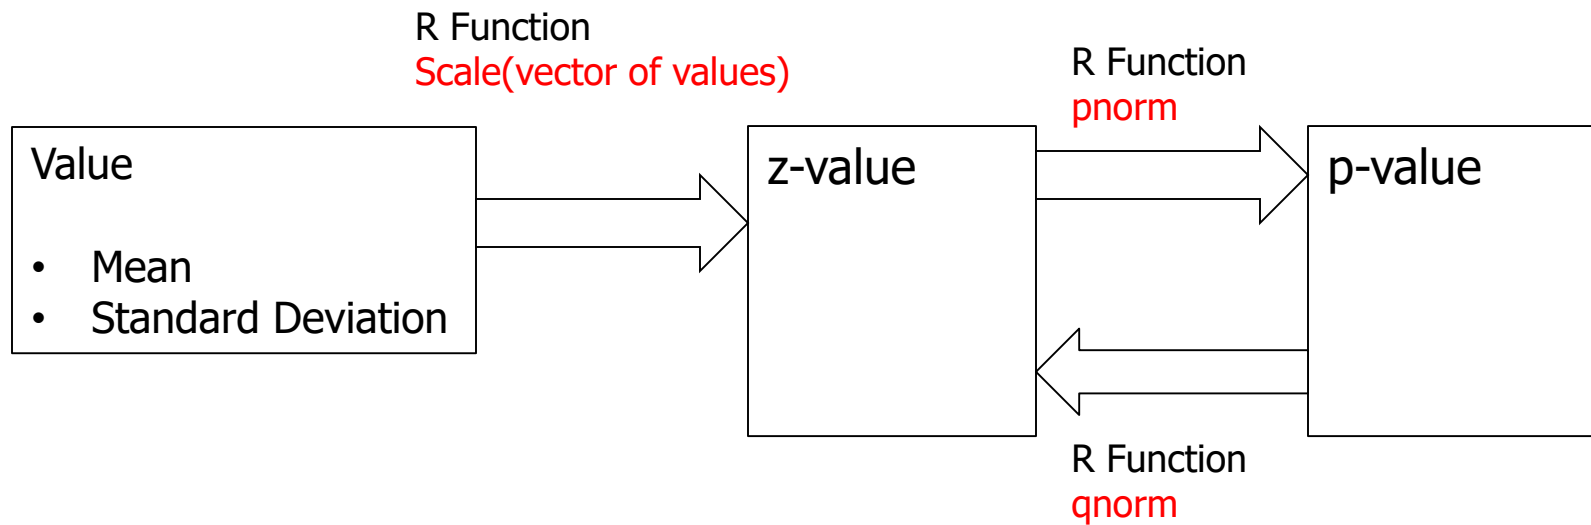 R Function
Scale(vector of values)
R Function
pnorm
Value
• Mean
• Standard Deviation
z-value
p-value
R Function
qnorm